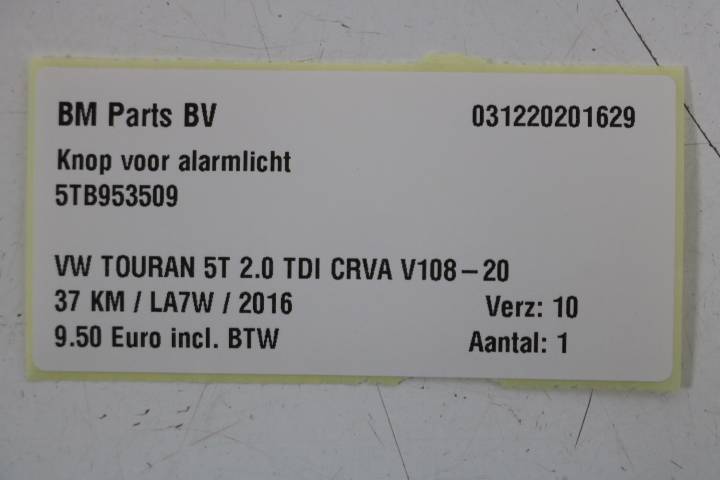 BM Parts BV 031220201629
Knop voor alarmlicht
5TB953509
VW TOURAN 5T 2.0 TDI CRVA V108-20
37 KM / LA7W / 2016 Verz: 10
9.50 Euro incl. BTW Aantal: 1